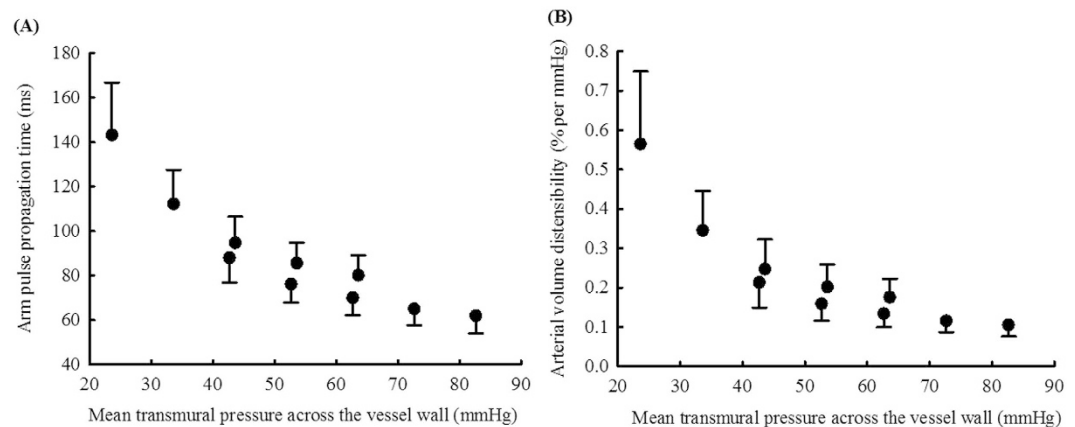 (A)
Arm pulse propagation time (ms)
180
160
140
120
100
80
60
40
20 30 40 50 60 70 80 90
Mean transmural pressure across the vessel wall (mmHg)
(B)
Arterial volume distensibility (% per mmHg)
0.8
0.7
0.6
0.5
0.4
0.3
0.2
0.1
0.0
20 30 40 50 60 70 80 90
Mean transmural pressure across the vessel wall (mmHg)